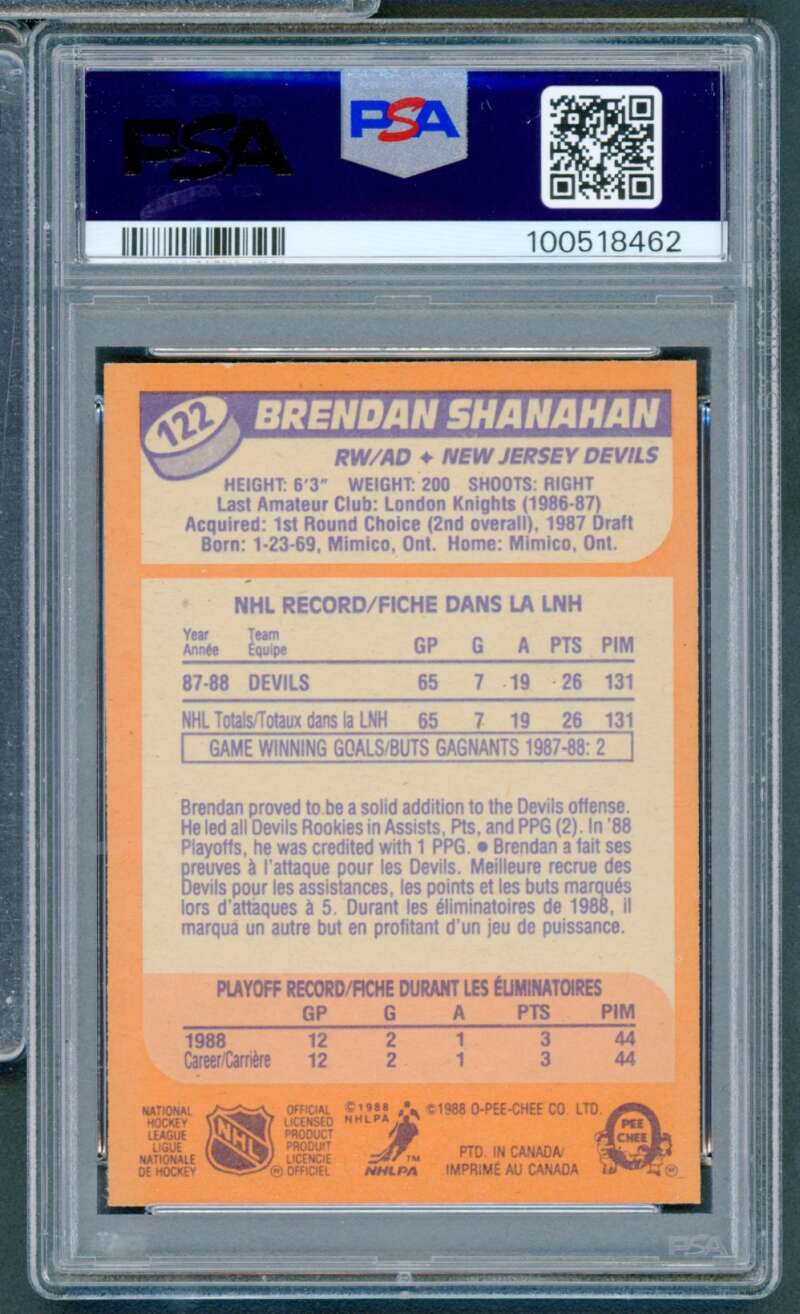 PSA
PSA
100518462
122
BRENDAN SHANAHAN
RW/AD ♦ NEW JERSEY DEVILS
HEIGHT: 6'3" WEIGHT: 200 SHOOTS: RIGHT
Last Amateur Club: London Knights (1986-87)
Acquired: 1st Round Choice (2nd overall), 1987 Draft
Born: 1-23-69, Mimico, Ont. Home: Mimico, Ont.
NHL RECORD/FICHE DANS LA LNH
Year Team
Année Équipe GP G A PTS PIM
87-88 DEVILS 65 7 19 26 131
NHL Totals/Totaux dans la LNH 65 7 19 26 131
GAME WINNING GOALS/BUTS GAGNANTS 1987-88: 2
Brendan proved to be a solid addition to the Devils offense.
He led all Devils Rookies in Assists, Pts, and PPG (2). In '88
Playoffs, he was credited with 1 PPG. ● Brendan a fait ses
preuves à l'attaque pour les Devils. Meilleure recrue des
Devils pour les assistances, les points et les buts marqués
lors d'attaques à 5. Durant les éliminatoires de 1988, il
marqua un autre but en profitant d'un jeu de puissance.
PLAYOFF RECORD/FICHE DURANT LES ÉLIMINATOIRES
GP G A PTS PIM
1988 12 2 1 3 44
Career/Carrière 12 2 1 3 44
NATIONAL
HOCKEY
LEAGUE
LIGUE
NATIONALE
DE HOCKEY
NHL
®
OFFICIAL
LICENSED
PRODUCT
PRODUIT
LICENCIE
OFFICIEL
©1988
NHLPA
TM
NHLPA
©1988 O-PEE-CHEE CO. LTD.
PTD. IN CANADA/
IMPRIMÉ AU CANADA
O
PEE
CHEE
®
PSA